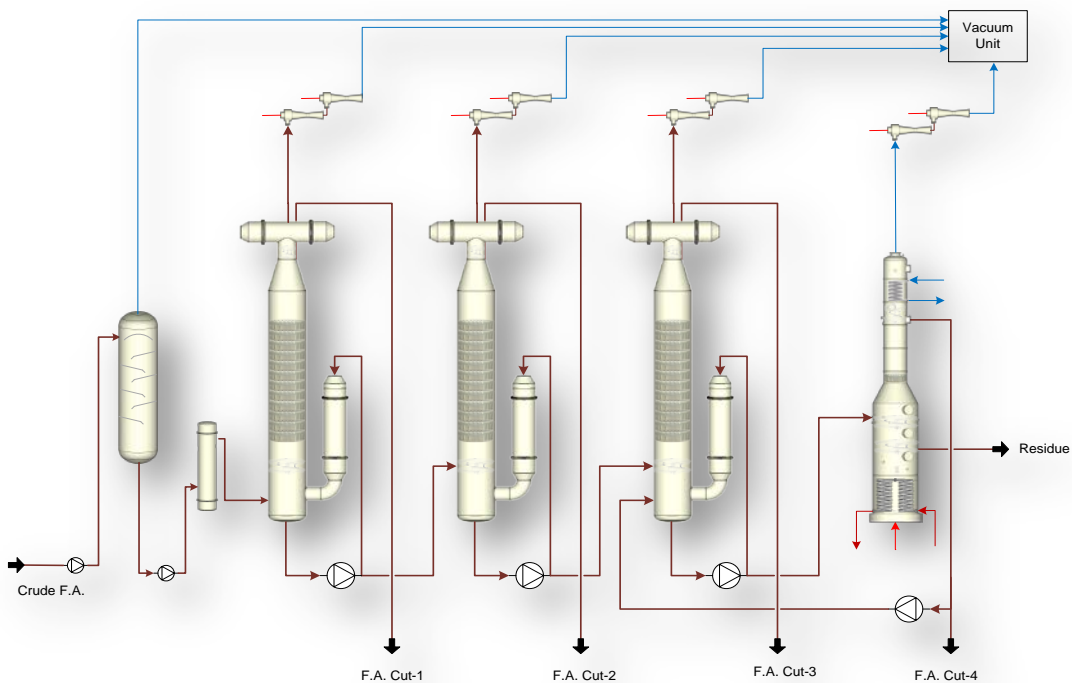 Vacuum
Unit
Residue
Crude F.A.
F.A. Cut-1
F.A. Cut-2
F.A. Cut-3
F.A. Cut-4